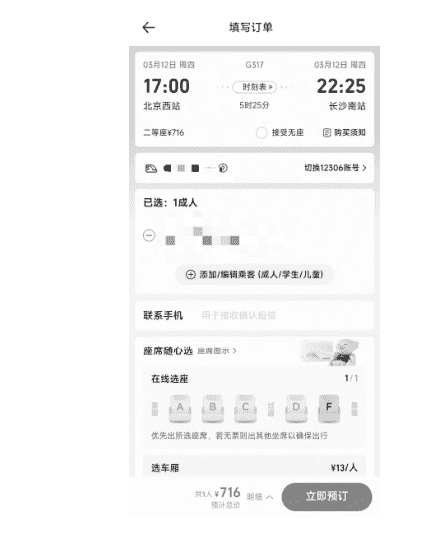 填写订单
03月12日 周四 G317 03月12日 周四
17:00 时刻表 22:25
北京西站 5时25分 长沙南站
二等座¥716 接受无座 购买须知
切换12306账号 >
已选：1成人
添加/编辑乘客 (成人/学生/儿童)
联系手机 用于接收确认短信
座席随心选 座席图示 >
在线选座 1/1
A B C D F
优先出所选座席，若无票则出其他坐席以确保出行
选车厢 ¥13/人
共1人 ¥716 明细 立即预订
预计总价